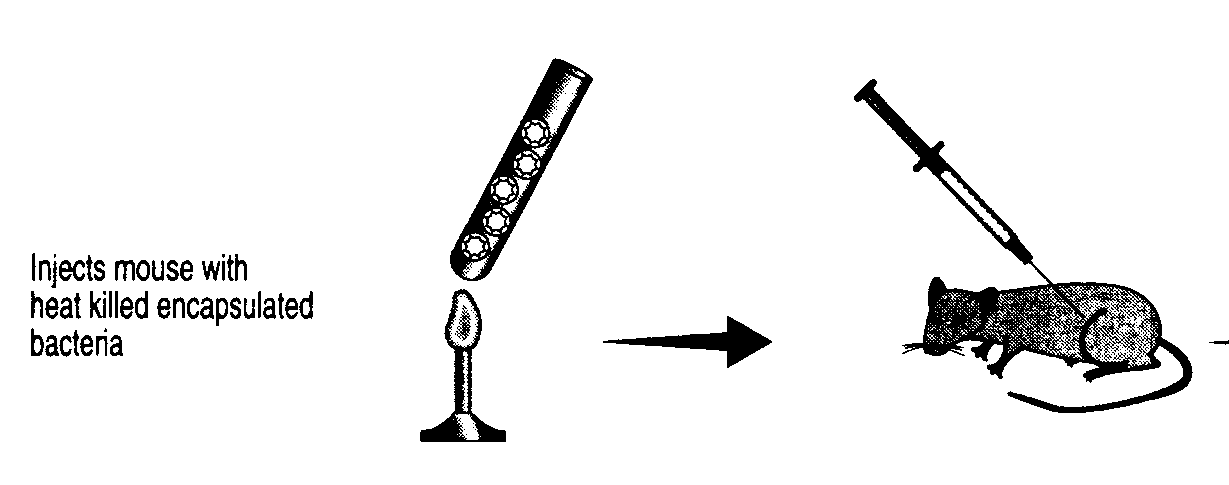 Injects mouse with
heat killed encapsulated
bacteria